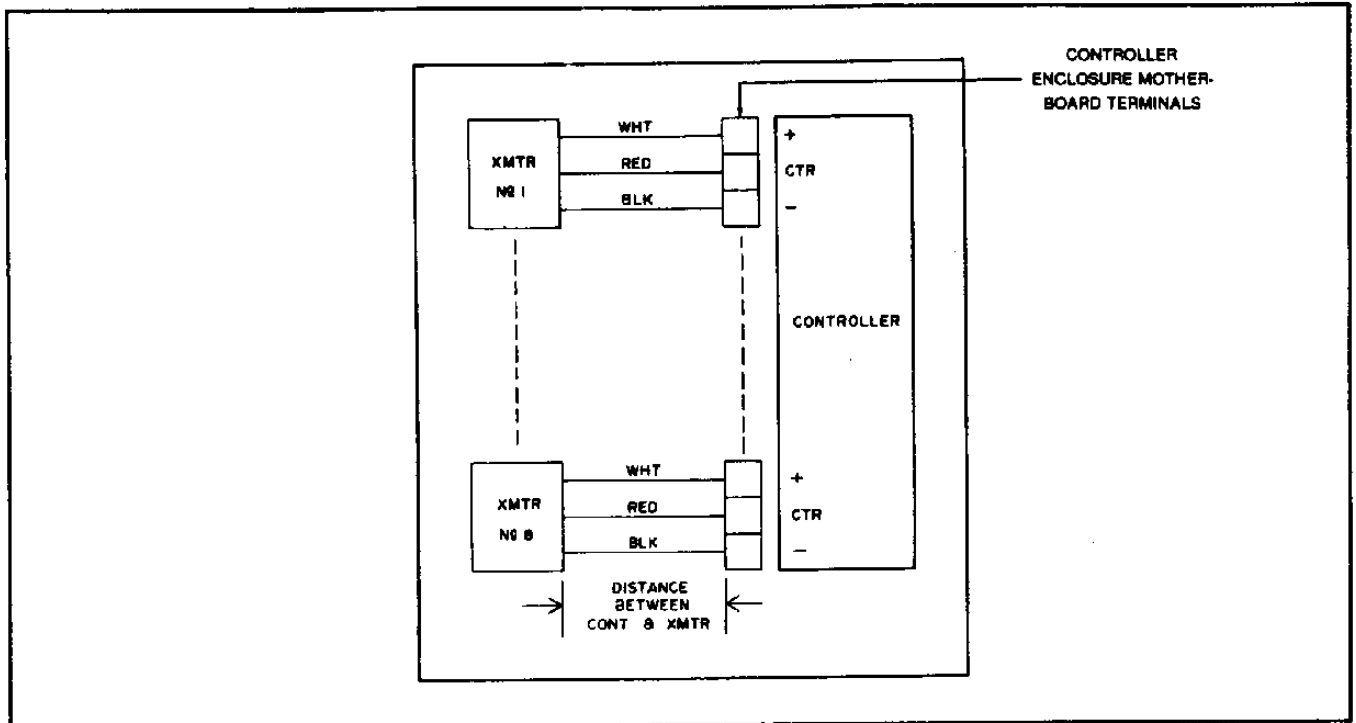 CONTROLLER
ENCLOSURE MOTHER-
BOARD TERMINALS
XMTR
Nº 1
WHT
RED
BLK
+
CTR
-
CONTROLLER
XMTR
Nº 8
WHT
RED
BLK
+
CTR
-
DISTANCE
BETWEEN
CONT & XMTR